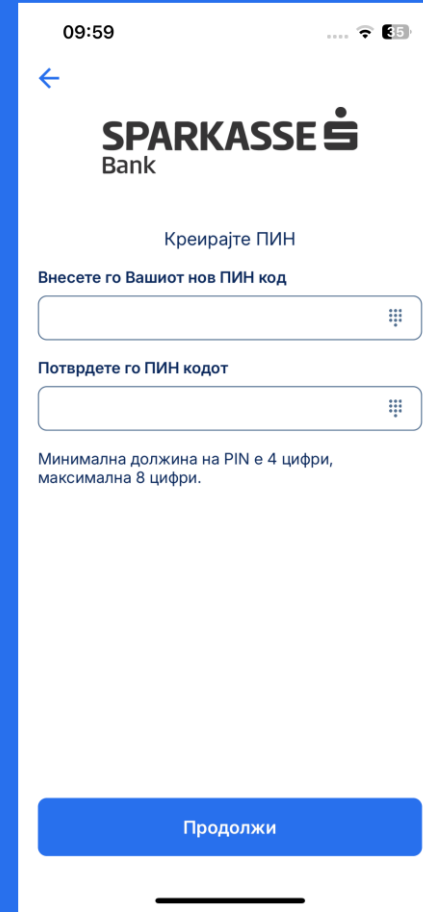 09:59
35
SPARKASSE
Bank
Креирајте ПИН
Внесете го Вашиот нов ПИН код
Потврдете го ПИН кодот
Минимална должина на PIN е 4 цифри,
максимална 8 цифри.
Продолжи